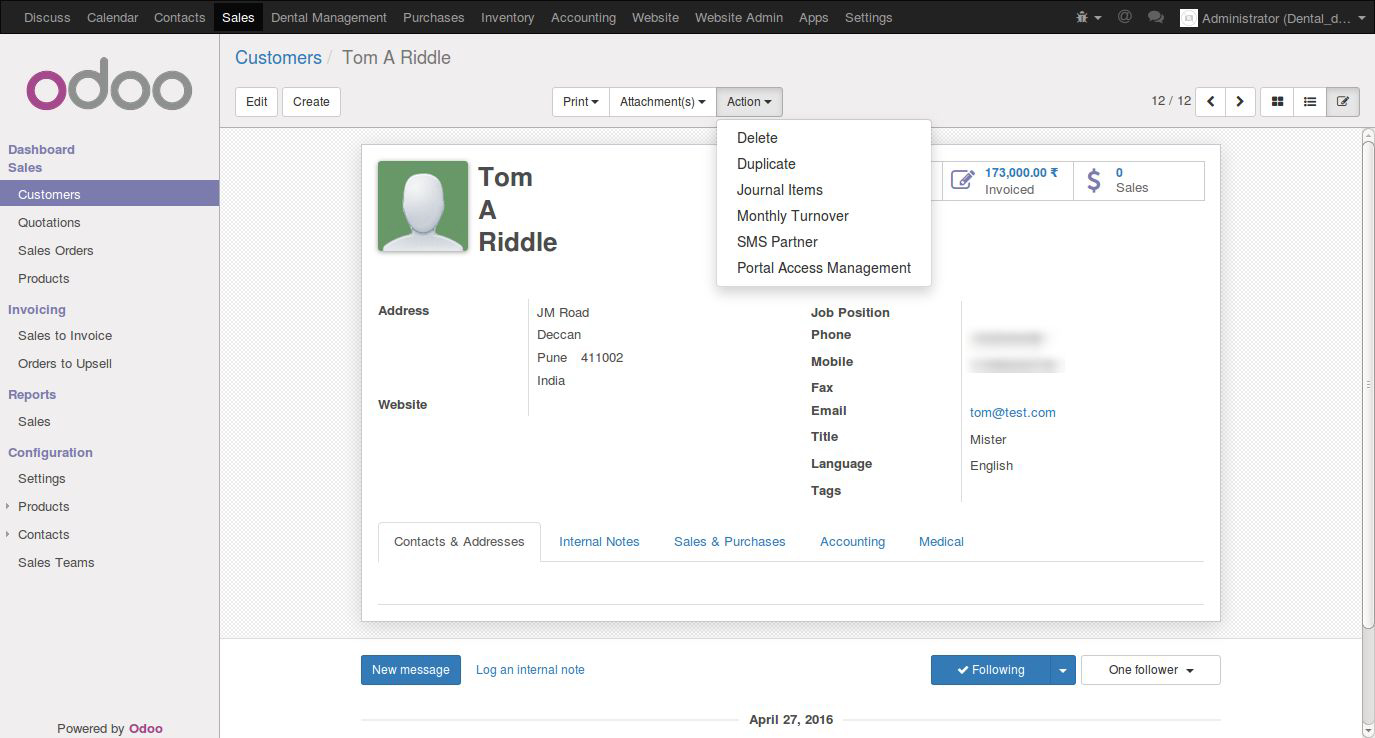 Discuss Calendar Contacts Sales Dental Management Purchases Inventory Accounting Website Website Admin Apps Settings @ Administrator (Dental_d...
odoo
Customers / Tom A Riddle
Edit Create Print Attachment(s) Action 12 / 12
Dashboard
Sales
Customers
Quotations
Sales Orders
Products
Invoicing
Sales to Invoice
Orders to Upsell
Reports
Sales
Configuration
Settings
Products
Contacts
Sales Teams
Powered by Odoo
Delete
Duplicate
Journal Items
Monthly Turnover
SMS Partner
Portal Access Management
Tom
A
Riddle
173,000.00 ₹
Invoiced
$ 0
Sales
Address
JM Road
Deccan
Pune 411002
India
Website
Job Position
Phone
Mobile
Fax
Email tom@test.com
Title Mister
Language English
Tags
Contacts & Addresses Internal Notes Sales & Purchases Accounting Medical
New message Log an internal note Following One follower
April 27, 2016